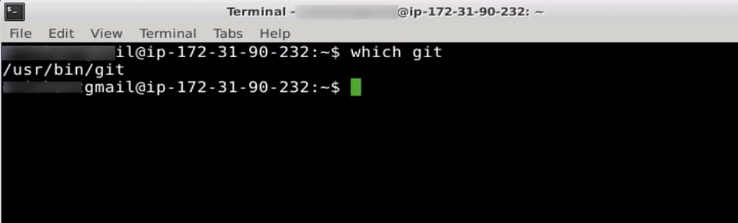 Terminal - @ip-172-31-90-232: ~
File Edit View Terminal Tabs Help
il@ip-172-31-90-232:~$ which git
/usr/bin/git
gmail@ip-172-31-90-232:~$